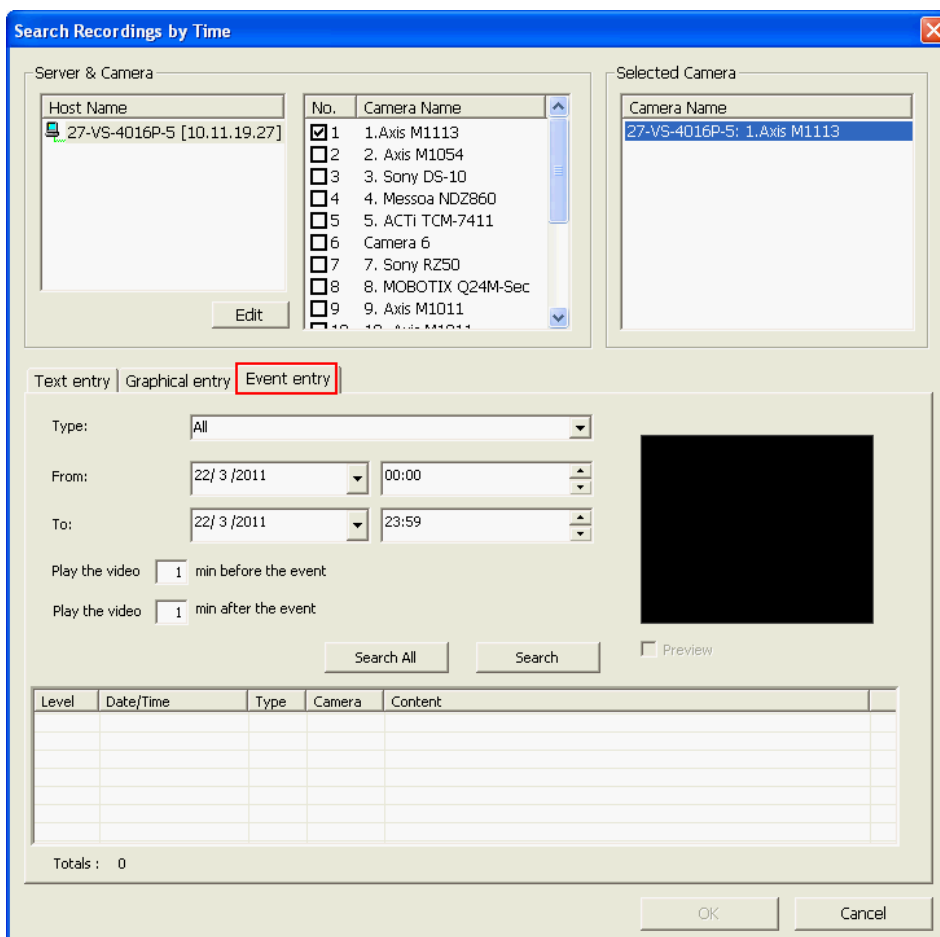 Search Recordings by Time
Server & Camera
Host Name
27-VS-4016P-5 [10.11.19.27]
Edit
No. Camera Name
1 1.Axis M1113
2 2. Axis M1054
3 3. Sony DS-10
4 4. Messoa NDZ860
5 5. ACTi TCM-7411
6 Camera 6
7 7. Sony RZ50
8 8. MOBOTIX Q24M-Sec
9 9. Axis M1011
Selected Camera
Camera Name
27-VS-4016P-5: 1.Axis M1113
Text entry Graphical entry Event entry
Type: All
From: 22/ 3 /2011 00:00
To: 22/ 3 /2011 23:59
Play the video 1 min before the event
Play the video 1 min after the event
Search All Search
Preview
Level Date/Time Type Camera Content
Totals : 0
OK Cancel